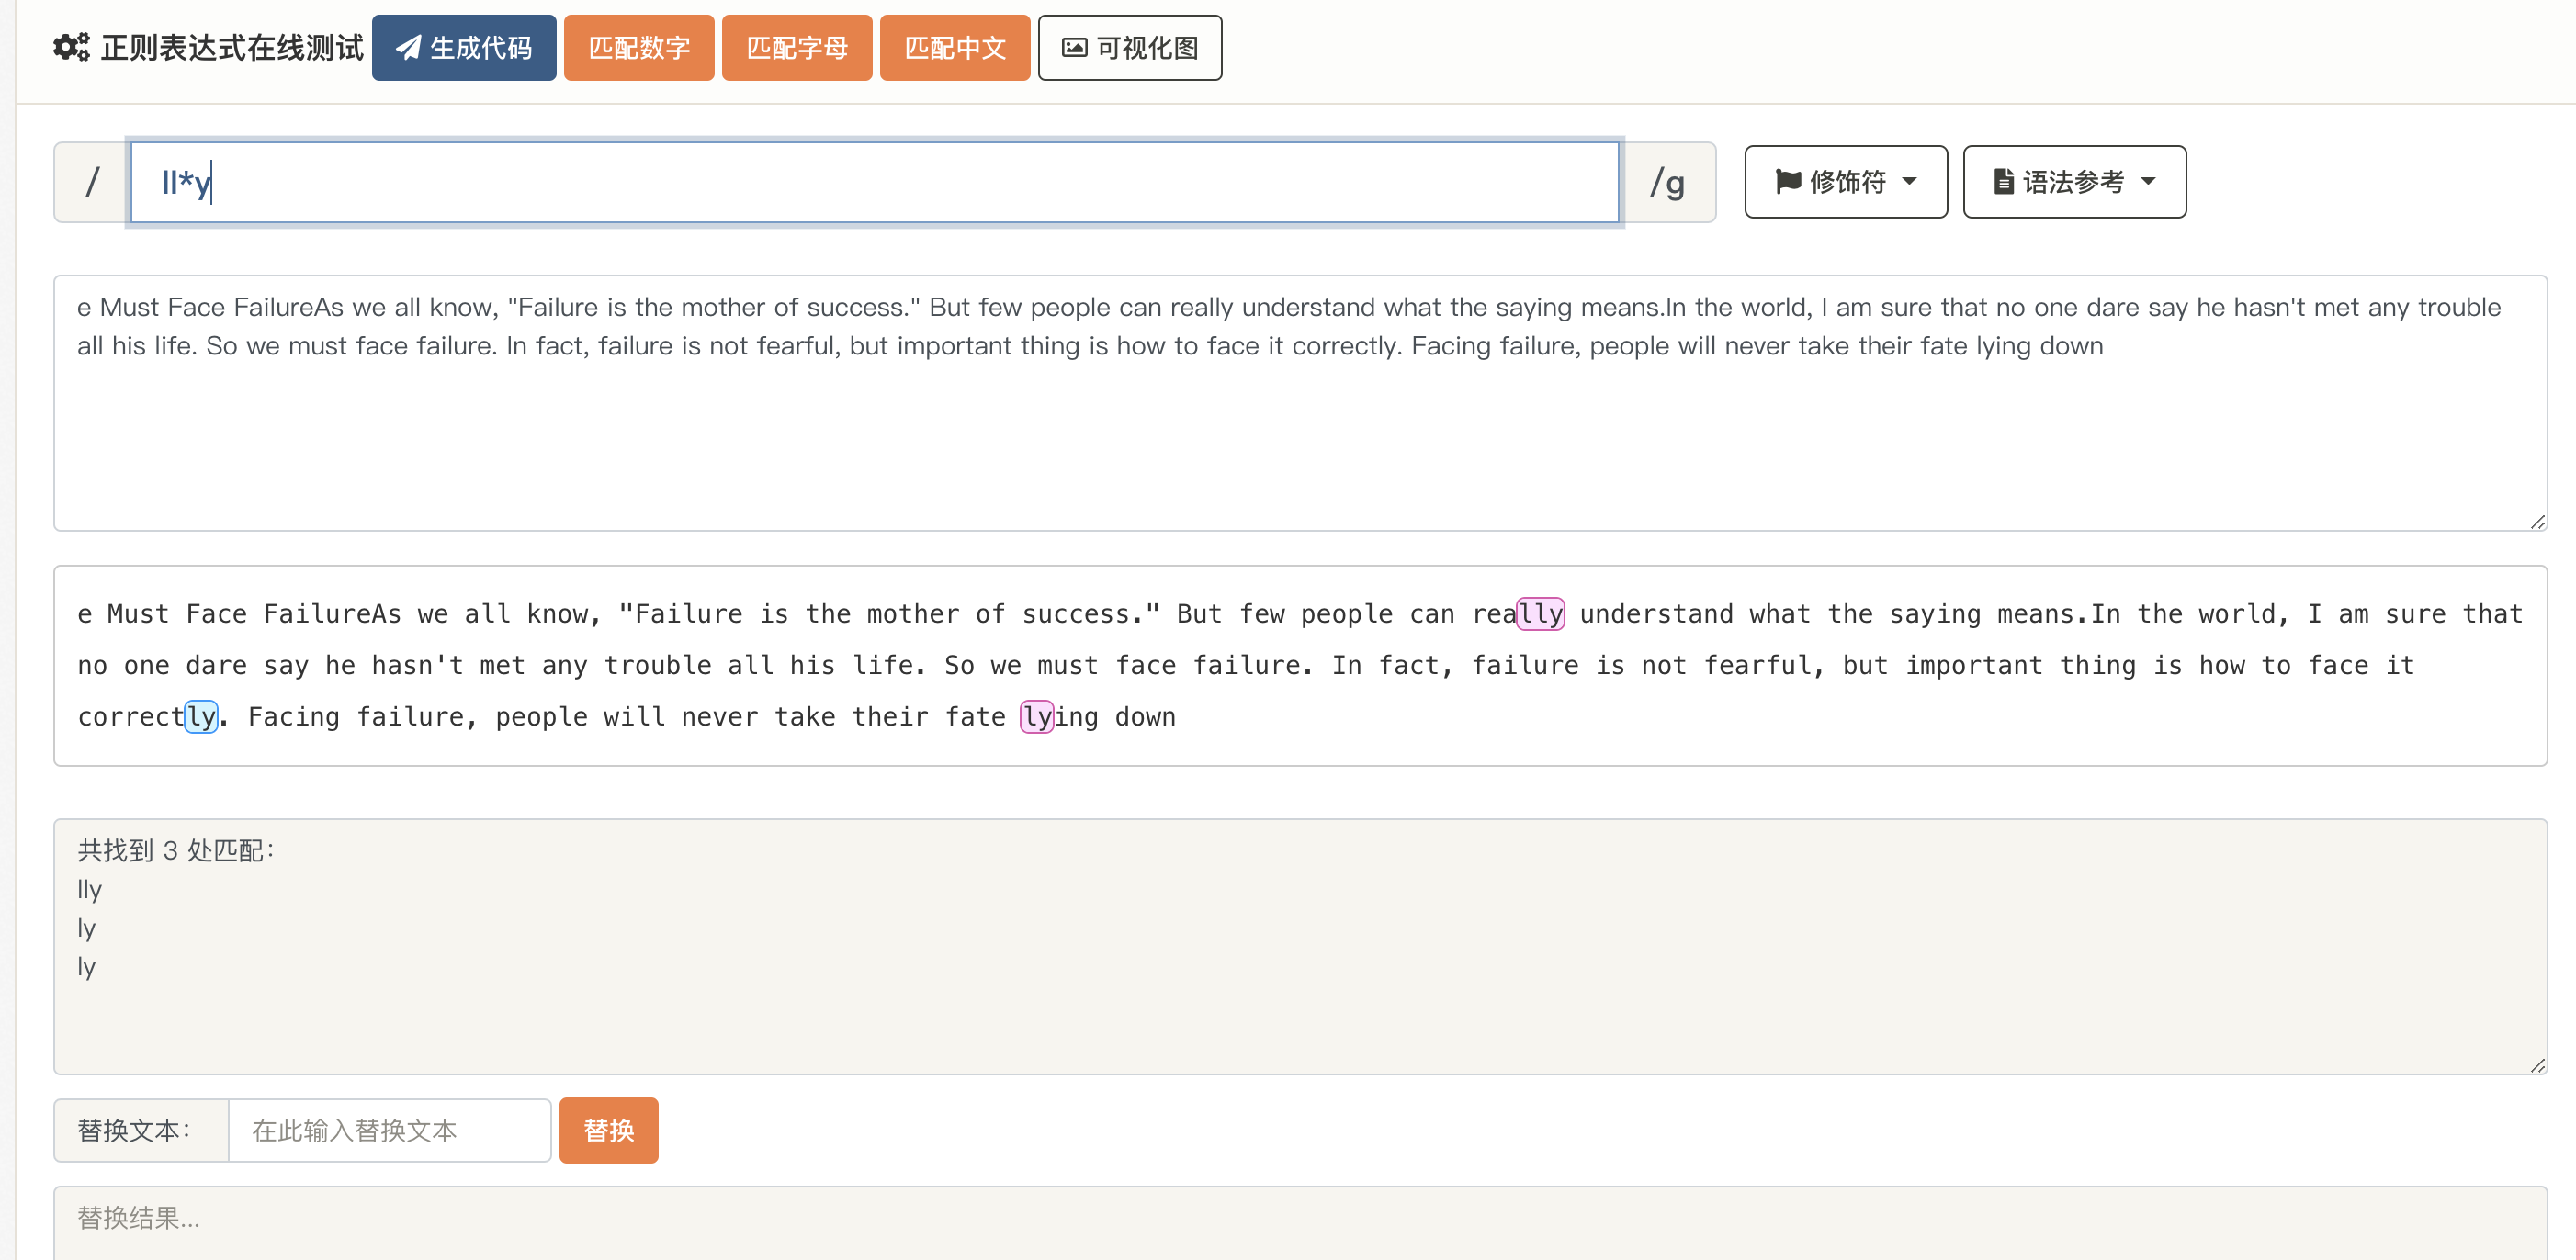 正则表达式在线测试 生成代码 匹配数字 匹配字母 匹配中文 可视化图
/ ll*y /g 修饰符 语法参考
e Must Face FailureAs we all know, "Failure is the mother of success." But few people can really understand what the saying means.In the world, I am sure that no one dare say he hasn't met any trouble
all his life. So we must face failure. In fact, failure is not fearful, but important thing is how to face it correctly. Facing failure, people will never take their fate lying down
e Must Face FailureAs we all know, "Failure is the mother of success." But few people can really understand what the saying means.In the world, I am sure that
no one dare say he hasn't met any trouble all his life. So we must face failure. In fact, failure is not fearful, but important thing is how to face it
correctly. Facing failure, people will never take their fate lying down
共找到 3 处匹配：
lly
ly
ly
替换文本： 在此输入替换文本 替换
替换结果...